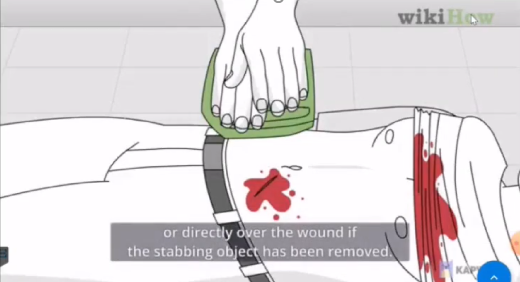 wikiHow
or directly over the wound if
the stabbing object has been removed.